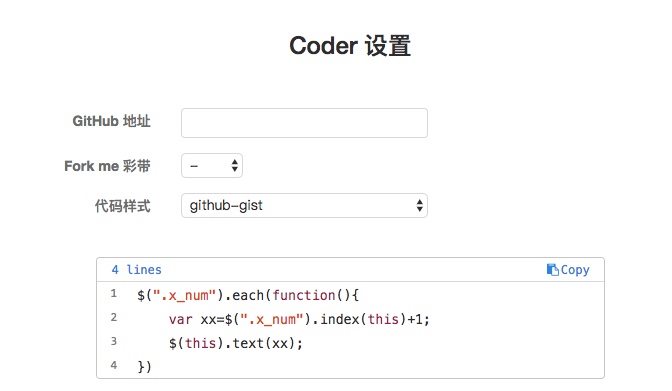 Coder 设置
GitHub 地址
Fork me 彩带 --
代码样式 github-gist
4 lines Copy
1 $(".x_num").each(function(){
2     var xx=$(".x_num").index(this)+1;
3     $(this).text(xx);
4 })